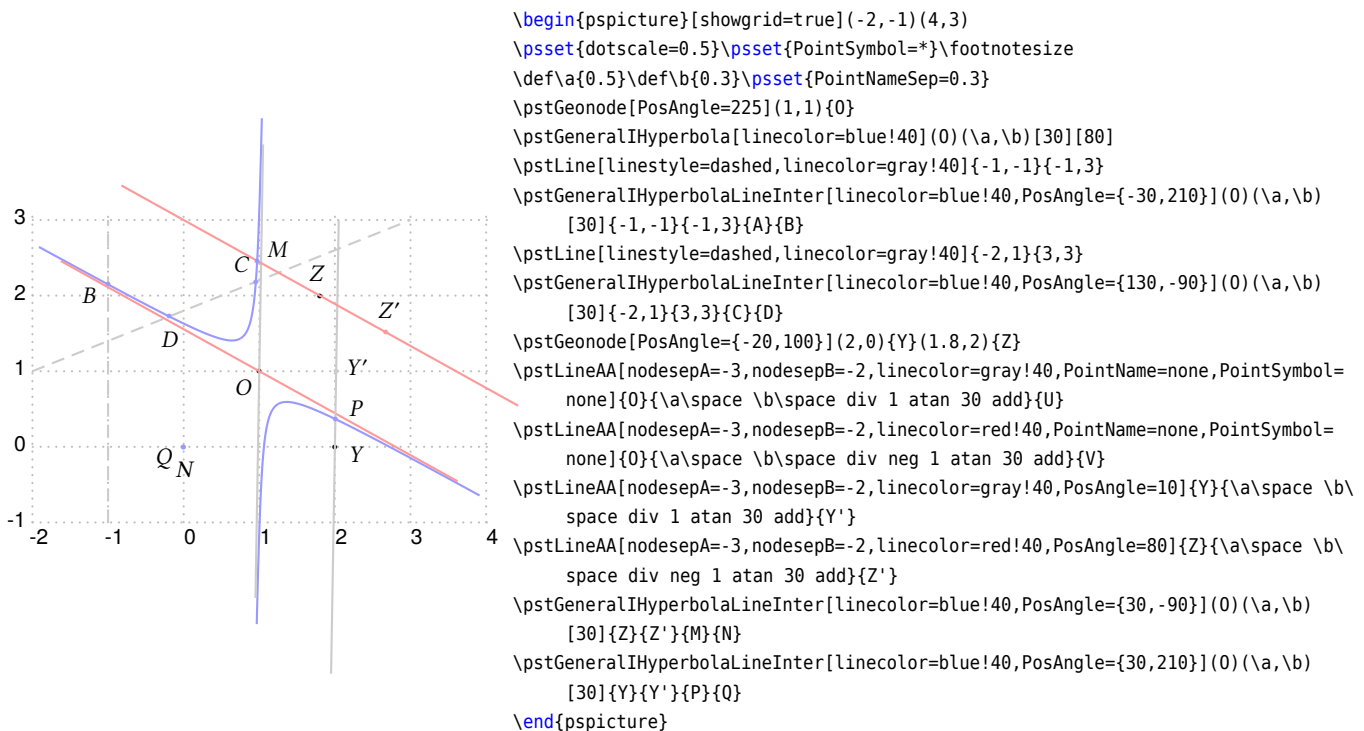 3
2
1
0
-1
-2 -1 0 1 2 3 4
B
D
C
M
Z
Z′
O
Y′
P
Y
Q
N
\begin{pspicture}[showgrid=true](-2,-1)(4,3)
\psset{dotscale=0.5}\psset{PointSymbol=*}\footnotesize
\def\a{0.5}\def\b{0.3}\psset{PointNameSep=0.3}
\pstGeonode[PosAngle=225](1,1){O}
\pstGeneralIHyperbola[linecolor=blue!40](O)(\a,\b)[30][80]
\pstLine[linestyle=dashed,linecolor=gray!40]{-1,-1}{-1,3}
\pstGeneralIHyperbolaLineInter[linecolor=blue!40,PosAngle={-30,210}](O)(\a,\b)
[30]{-1,-1}{-1,3}{A}{B}
\pstLine[linestyle=dashed,linecolor=gray!40]{-2,1}{3,3}
\pstGeneralIHyperbolaLineInter[linecolor=blue!40,PosAngle={130,-90}](O)(\a,\b)
[30]{-2,1}{3,3}{C}{D}
\pstGeonode[PosAngle={-20,100}](2,0){Y}(1.8,2){Z}
\pstLineAA[nodesepA=-3,nodesepB=-2,linecolor=gray!40,PointName=none,PointSymbol=
none]{O}{\a\space \b\space div 1 atan 30 add}{U}
\pstLineAA[nodesepA=-3,nodesepB=-2,linecolor=red!40,PointName=none,PointSymbol=
none]{O}{\a\space \b\space div neg 1 atan 30 add}{V}
\pstLineAA[nodesepA=-3,nodesepB=-2,linecolor=gray!40,PosAngle=10]{Y}{\a\space \b\
space div 1 atan 30 add}{Y'}
\pstLineAA[nodesepA=-3,nodesepB=-2,linecolor=red!40,PosAngle=80]{Z}{\a\space \b\
space div neg 1 atan 30 add}{Z'}
\pstGeneralIHyperbolaLineInter[linecolor=blue!40,PosAngle={30,-90}](O)(\a,\b)
[30]{Z}{Z'}{M}{N}
\pstGeneralIHyperbolaLineInter[linecolor=blue!40,PosAngle={30,210}](O)(\a,\b)
[30]{Y}{Y'}{P}{Q}
\end{pspicture}